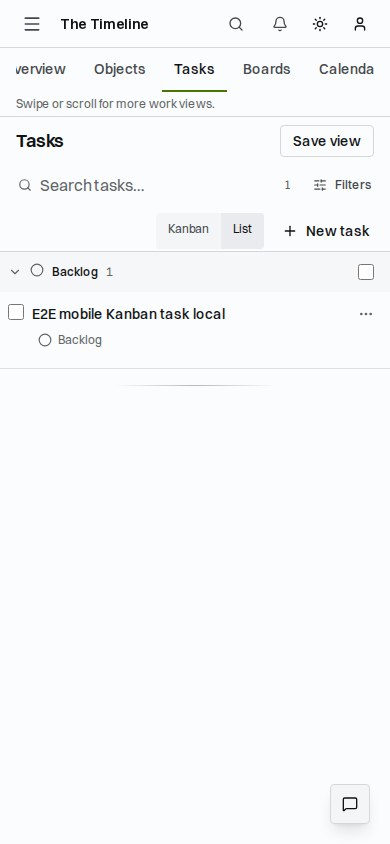 The Timeline
verview Objects Tasks Boards Calenda
Swipe or scroll for more work views.
Tasks Save view
Search tasks... 1 Filters
Kanban List New task
Backlog 1
E2E mobile Kanban task local
Backlog